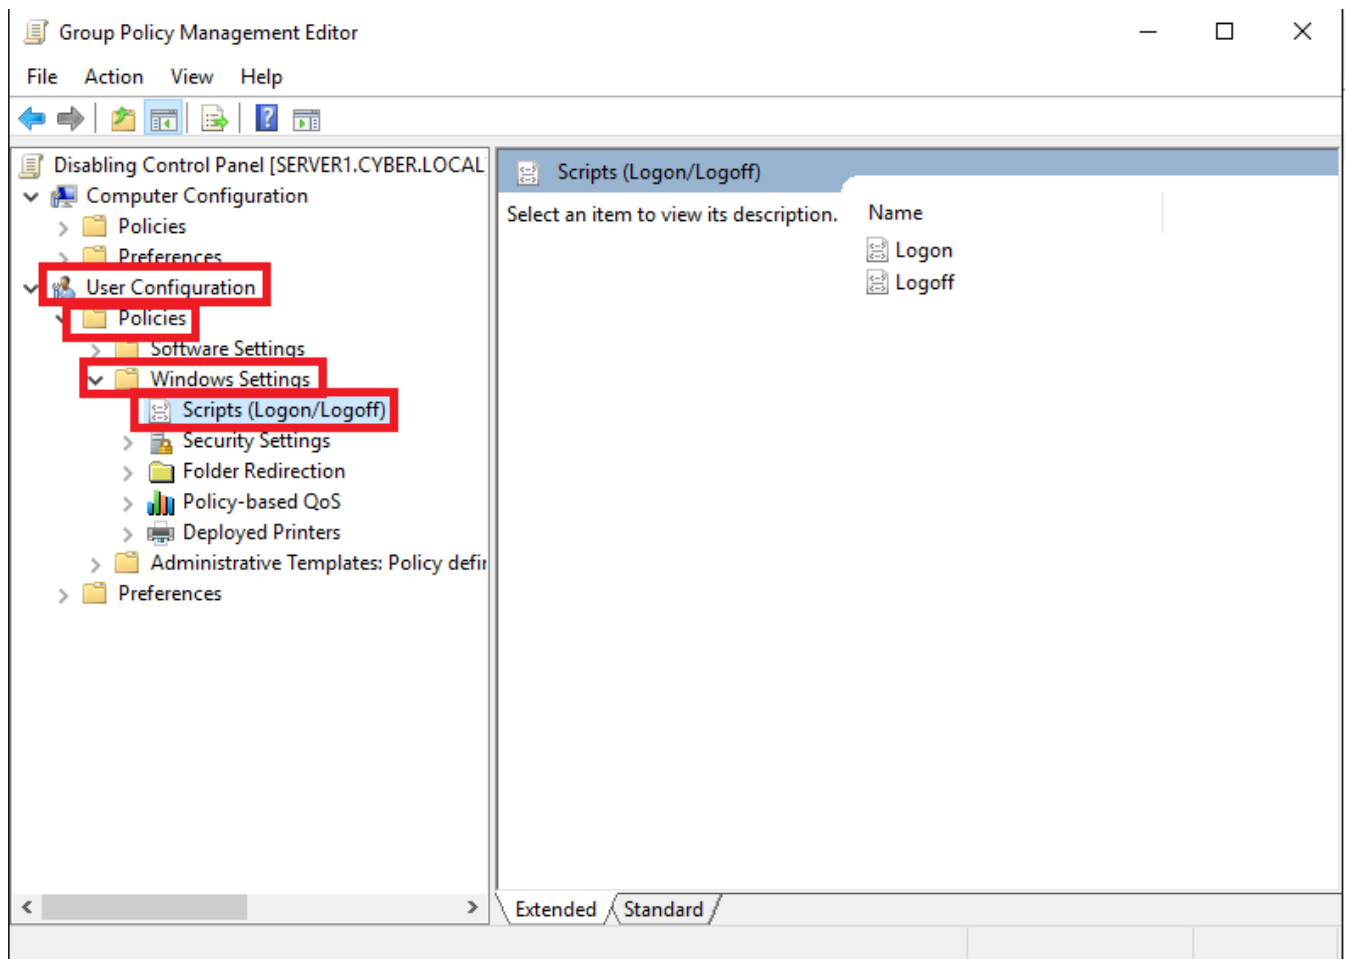 Group Policy Management Editor
File Action View Help
Disabling Control Panel [SERVER1.CYBER.LOCAL]
Computer Configuration
Policies
Preferences
User Configuration
Policies
Software Settings
Windows Settings
Scripts (Logon/Logoff)
Security Settings
Folder Redirection
Policy-based QoS
Deployed Printers
Administrative Templates: Policy defin
Preferences
Scripts (Logon/Logoff)
Select an item to view its description.
Name
Logon
Logoff
Extended Standard